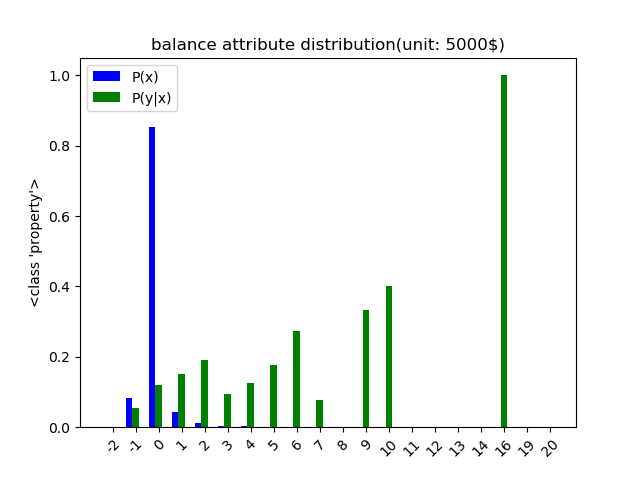 balance attribute distribution(unit: 5000$)
P(x)
P(y|x)
<class 'property'>
1.0
0.8
0.6
0.4
0.2
0.0
-2 -1 0 1 2 3 4 5 6 7 8 9 10 11 12 13 14 16 19 20